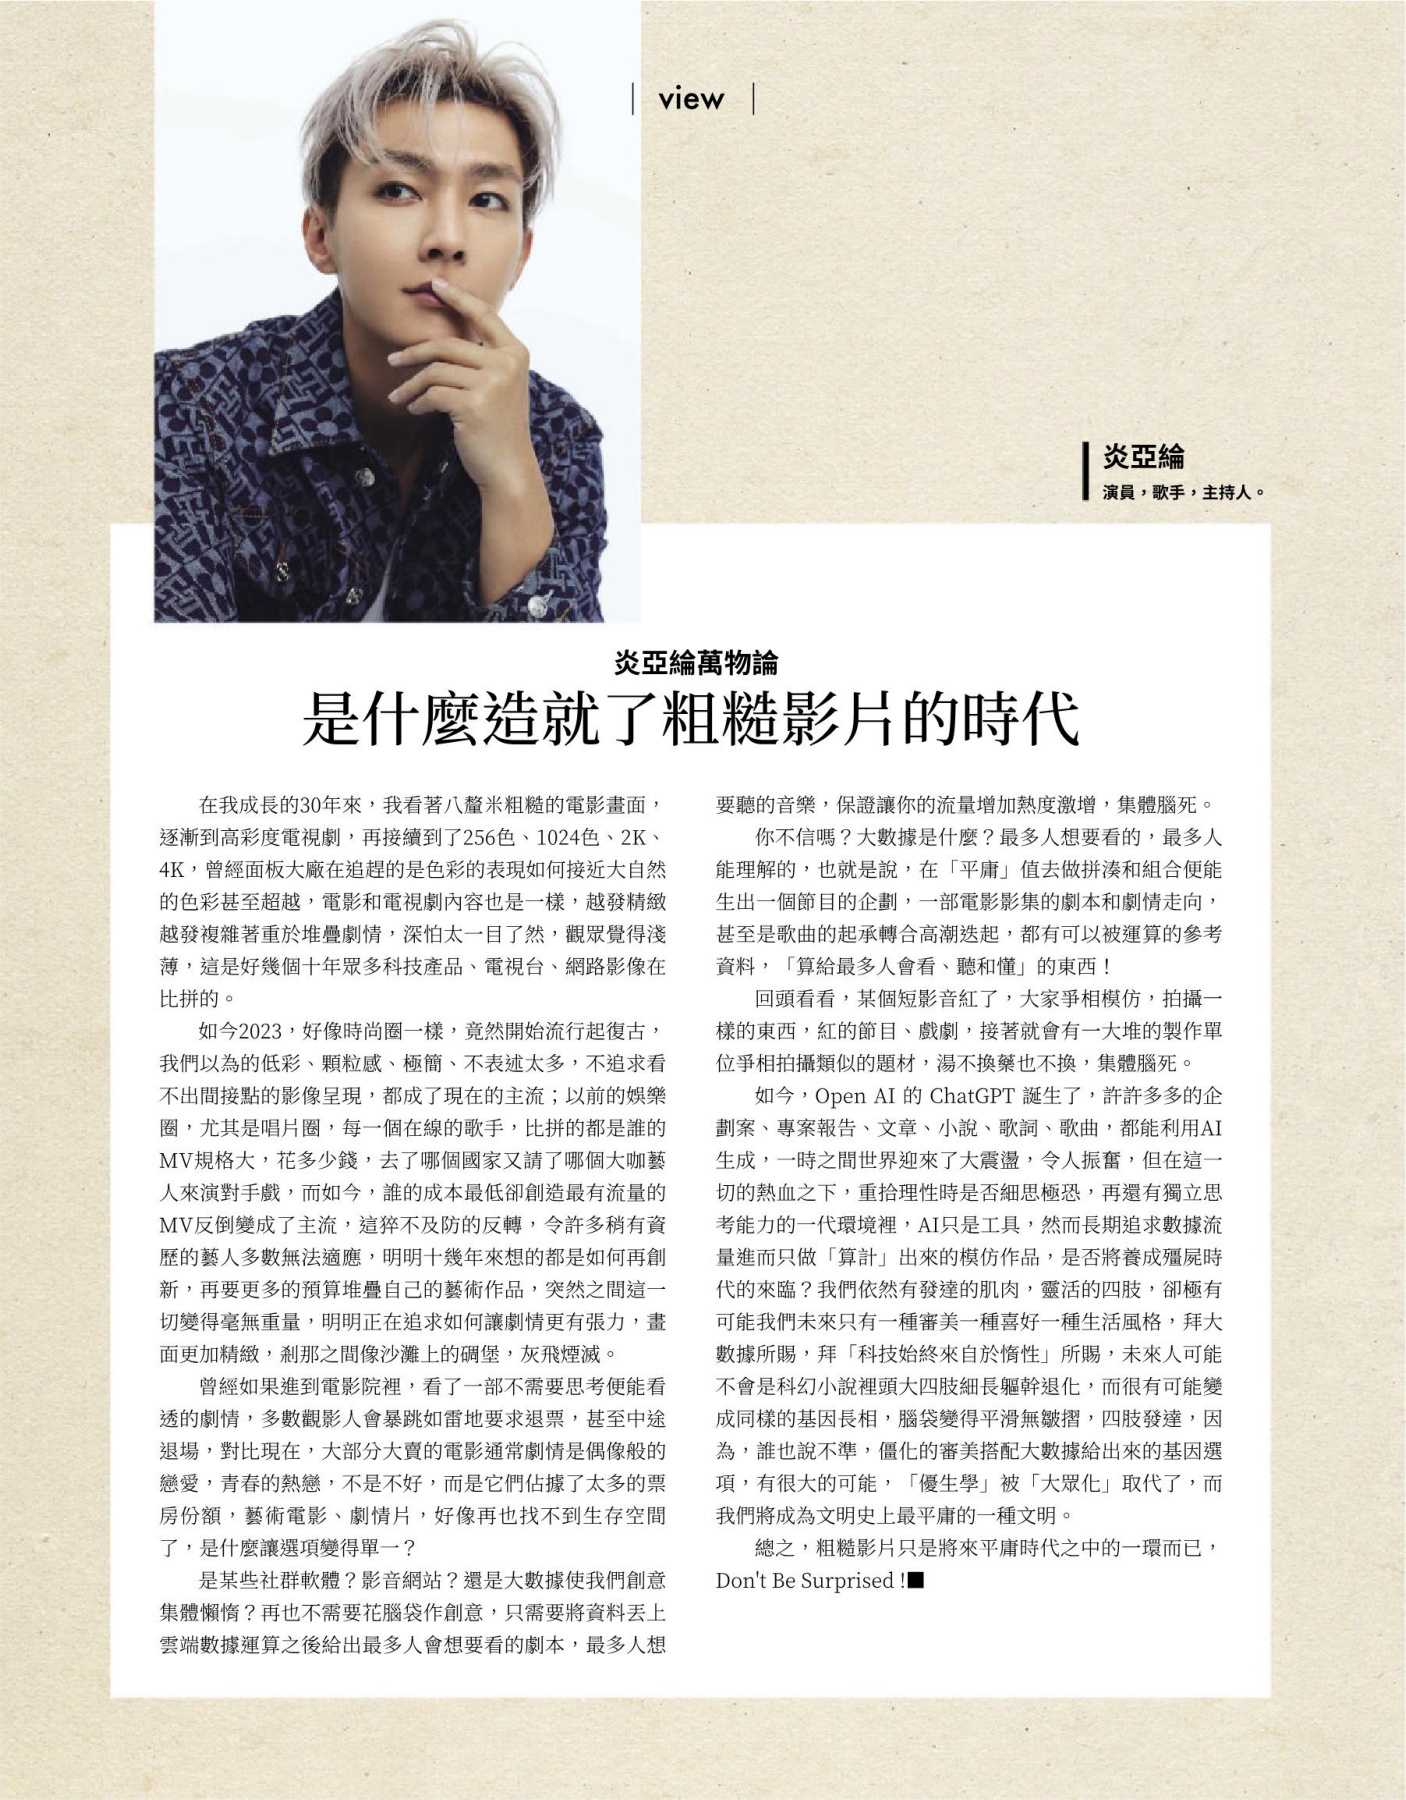 view
炎亞綸
演員，歌手，主持人。
炎亞綸萬物論
是什麼造就了粗糙影片的時代
在我成長的30年來，我看著八釐米粗糙的電影畫面，
逐漸到高彩度電視劇，再接續到了256色、1024色、2K、
4K，曾經面板大廠在追趕的是色彩的表現如何接近大自然
的色彩甚至超越，電影和電視劇內容也是一樣，越發精緻
越發複雜著重於堆疊劇情，深怕太一目了然，觀眾覺得淺
薄，這是好幾個十年眾多科技產品、電視台、網路影像在
比拼的。
如今2023，好像時尚圈一樣，竟然開始流行起復古，
我們以為的低彩、顆粒感、極簡、不表述太多，不追求看
不出間接點的影像呈現，都成了現在的主流；以前的娛樂
圈，尤其是唱片圈，每一個在線的歌手，比拼的都是誰的
MV規格大，花多少錢，去了哪個國家又請了哪個大咖藝
人來演對手戲，而如今，誰的成本最低卻創造最有流量的
MV反倒變成了主流，這猝不及防的反轉，令許多稍有資
歷的藝人多數無法適應，明明十幾年來想的都是如何再創
新，再要更多的預算堆疊自己的藝術作品，突然之間這一
切變得毫無重量，明明正在追求如何讓劇情更有張力，畫
面更加精緻，剎那之間像沙灘上的碉堡，灰飛煙滅。
曾經如果進到電影院裡，看了一部不需要思考便能看
透的劇情，多數觀影人會暴跳如雷地要求退票，甚至中途
退場，對比現在，大部分大賣的電影通常劇情是偶像般的
戀愛，青春的熱戀，不是不好，而是它們佔據了太多的票
房份額，藝術電影、劇情片，好像再也找不到生存空間
了，是什麼讓選項變得單一？
是某些社群軟體？影音網站？還是大數據使我們創意
集體懶惰？再也不需要花腦袋作創意，只需要將資料丟上
雲端數據運算之後給出最多人會想要看的劇本，最多人想
要聽的音樂，保證讓你的流量增加熱度激增，集體腦死。
你不信嗎？大數據是什麼？最多人想要看的，最多人
能理解的，也就是說，在「平庸」值去做拼湊和組合便能
生出一個節目的企劃，一部電影影集的劇本和劇情走向，
甚至是歌曲的起承轉合高潮迭起，都有可以被運算的參考
資料，「算給最多人會看、聽和懂」的東西！
回頭看看，某個短影音紅了，大家爭相模仿，拍攝一
樣的東西，紅的節目、戲劇，接著就會有一大堆的製作單
位爭相拍攝類似的題材，湯不換藥也不換，集體腦死。
如今，Open AI 的 ChatGPT 誕生了，許許多多的企
劃案、專案報告、文章、小說、歌詞、歌曲，都能利用AI
生成，一時之間世界迎來了大震盪，令人振奮，但在這一
切的熱血之下，重拾理性時是否細思極恐，再還有獨立思
考能力的一代環境裡，AI只是工具，然而長期追求數據流
量進而只做「算計」出來的模仿作品，是否將養成殭屍時
代的來臨？我們依然有發達的肌肉，靈活的四肢，卻極有
可能我們未來只有一種審美一種喜好一種生活風格，拜大
數據所賜，拜「科技始終來自於惰性」所賜，未來人可能
不會是科幻小說裡頭大四肢細長軀幹退化，而很有可能變
成同樣的基因長相，腦袋變得平滑無皺摺，四肢發達，因
為，誰也說不準，僵化的審美搭配大數據給出來的基因選
項，有很大的可能，「優生學」被「大眾化」取代了，而
我們將成為文明史上最平庸的一種文明。
總之，粗糙影片只是將來平庸時代之中的一環而已，
Don't Be Surprised !■